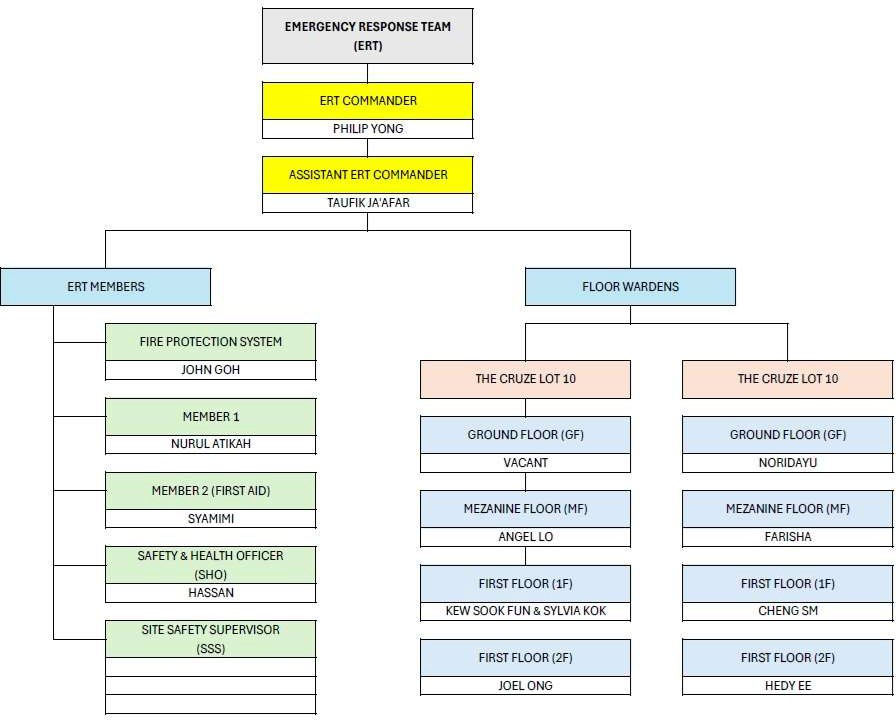 EMERGENCY RESPONSE TEAM
(ERT)
ERT COMMANDER
PHILIP YONG
ASSISTANT ERT COMMANDER
TAUFIK JA'AFAR
ERT MEMBERS
FIRE PROTECTION SYSTEM
JOHN GOH
MEMBER 1
NURUL ATIKAH
MEMBER 2 (FIRST AID)
SYAMIMI
SAFETY & HEALTH OFFICER
(SHO)
HASSAN
SITE SAFETY SUPERVISOR
(SSS)
FLOOR WARDENS
THE CRUZE LOT 10
GROUND FLOOR (GF)
VACANT
MEZANINE FLOOR (MF)
ANGEL LO
FIRST FLOOR (1F)
KEW SOOK FUN & SYLVIA KOK
FIRST FLOOR (2F)
JOEL ONG
THE CRUZE LOT 10
GROUND FLOOR (GF)
NORIDAYU
MEZANINE FLOOR (MF)
FARISHA
FIRST FLOOR (1F)
CHENG SM
FIRST FLOOR (2F)
HEDY EE